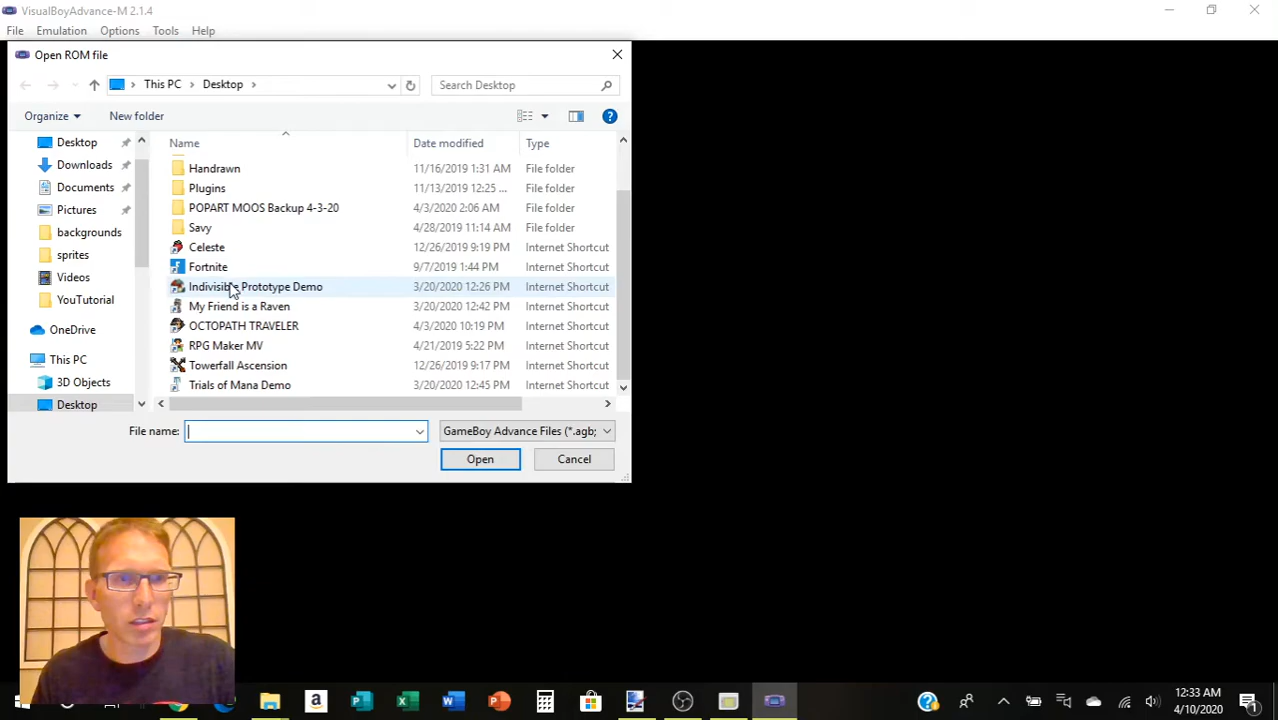 VisualBoyAdvance-M 2.1.4
File Emulation Options Tools Help
Open ROM file
This PC Desktop
Search Desktop
Organize New folder
Name Date modified Type
Desktop
Downloads
Documents
Pictures
backgrounds
sprites
Videos
YouTutorial
OneDrive
This PC
3D Objects
Desktop
Handrawn 11/16/2019 1:31 AM File folder
Plugins 11/13/2019 12:25 ... File folder
POPART MOOS Backup 4-3-20 4/3/2020 2:06 AM File folder
Savy 4/28/2019 11:14 AM File folder
Celeste 12/26/2019 9:19 PM Internet Shortcut
Fortnite 9/7/2019 1:44 PM Internet Shortcut
Indivisible Prototype Demo 3/20/2020 12:26 PM Internet Shortcut
My Friend is a Raven 3/20/2020 12:42 PM Internet Shortcut
OCTOPATH TRAVELER 4/3/2020 10:19 PM Internet Shortcut
RPG Maker MV 4/21/2019 5:22 PM Internet Shortcut
Towerfall Ascension 12/26/2019 9:17 PM Internet Shortcut
Trials of Mana Demo 3/20/2020 12:45 PM Internet Shortcut
File name:
GameBoy Advance Files (*.agb;
Open Cancel
12:33 AM
4/10/2020